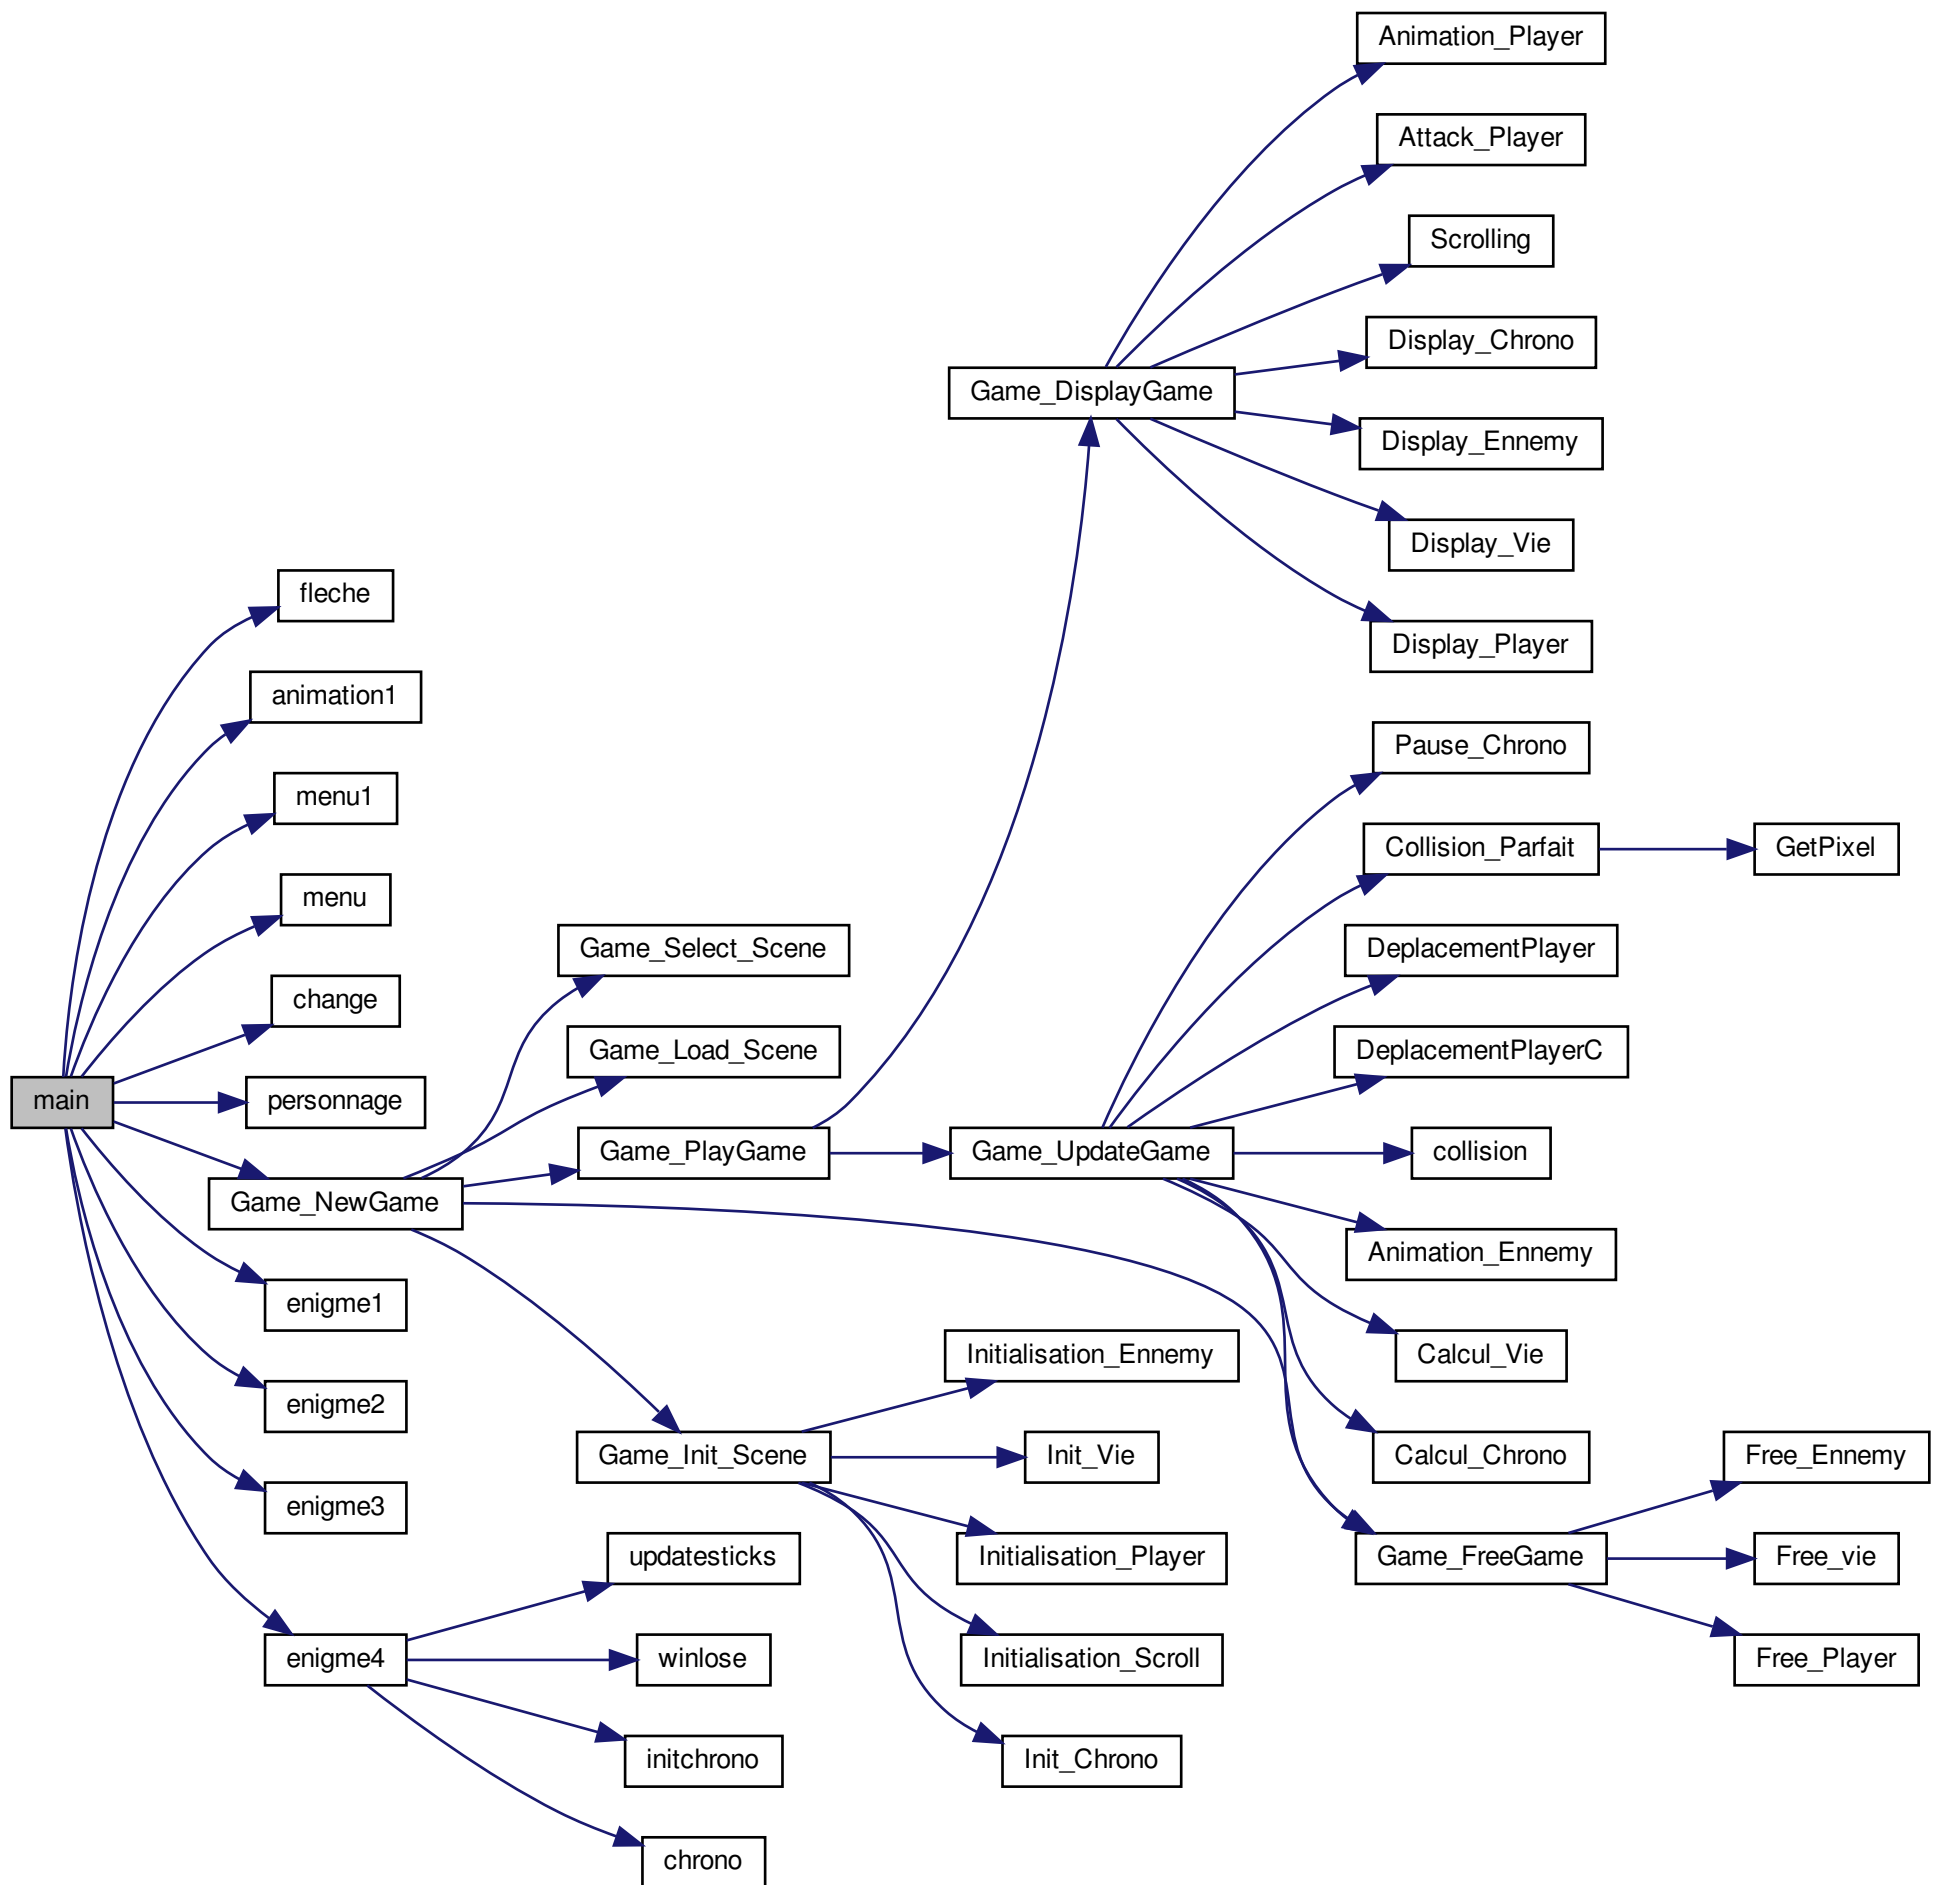 Animation_Player
Attack_Player
Scrolling
Display_Chrono
Game_DisplayGame
Display_Ennemy
Display_Vie
fleche
Display_Player
animation1
Pause_Chrono
menu1
Collision_Parfait
GetPixel
menu
Game_Select_Scene
DeplacementPlayer
change
Game_Load_Scene
DeplacementPlayerC
main
personnage
Game_PlayGame
Game_UpdateGame
collision
Game_NewGame
Animation_Ennemy
enigme1
Initialisation_Ennemy
Calcul_Vie
enigme2
Game_Init_Scene
Init_Vie
Calcul_Chrono
Free_Ennemy
enigme3
updatesticks
Initialisation_Player
Game_FreeGame
Free_vie
enigme4
winlose
Initialisation_Scroll
Free_Player
initchrono
Init_Chrono
chrono